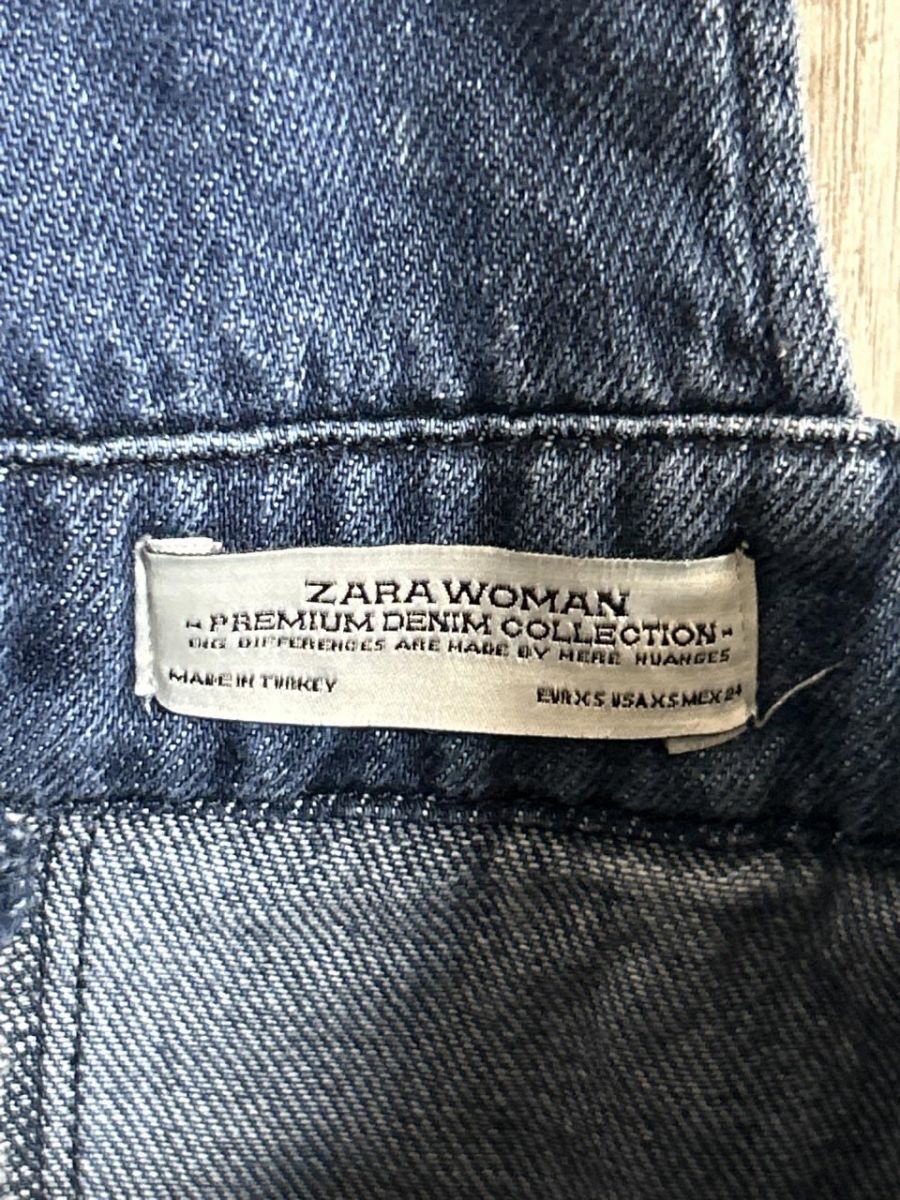 ZARA WOMAN
- PREMIUM DENIM COLLECTION -
BIG DIFFERENCES ARE MADE BY MERE NUANCES
MADE IN TURKEY
EUR XS USA XS MEX 24